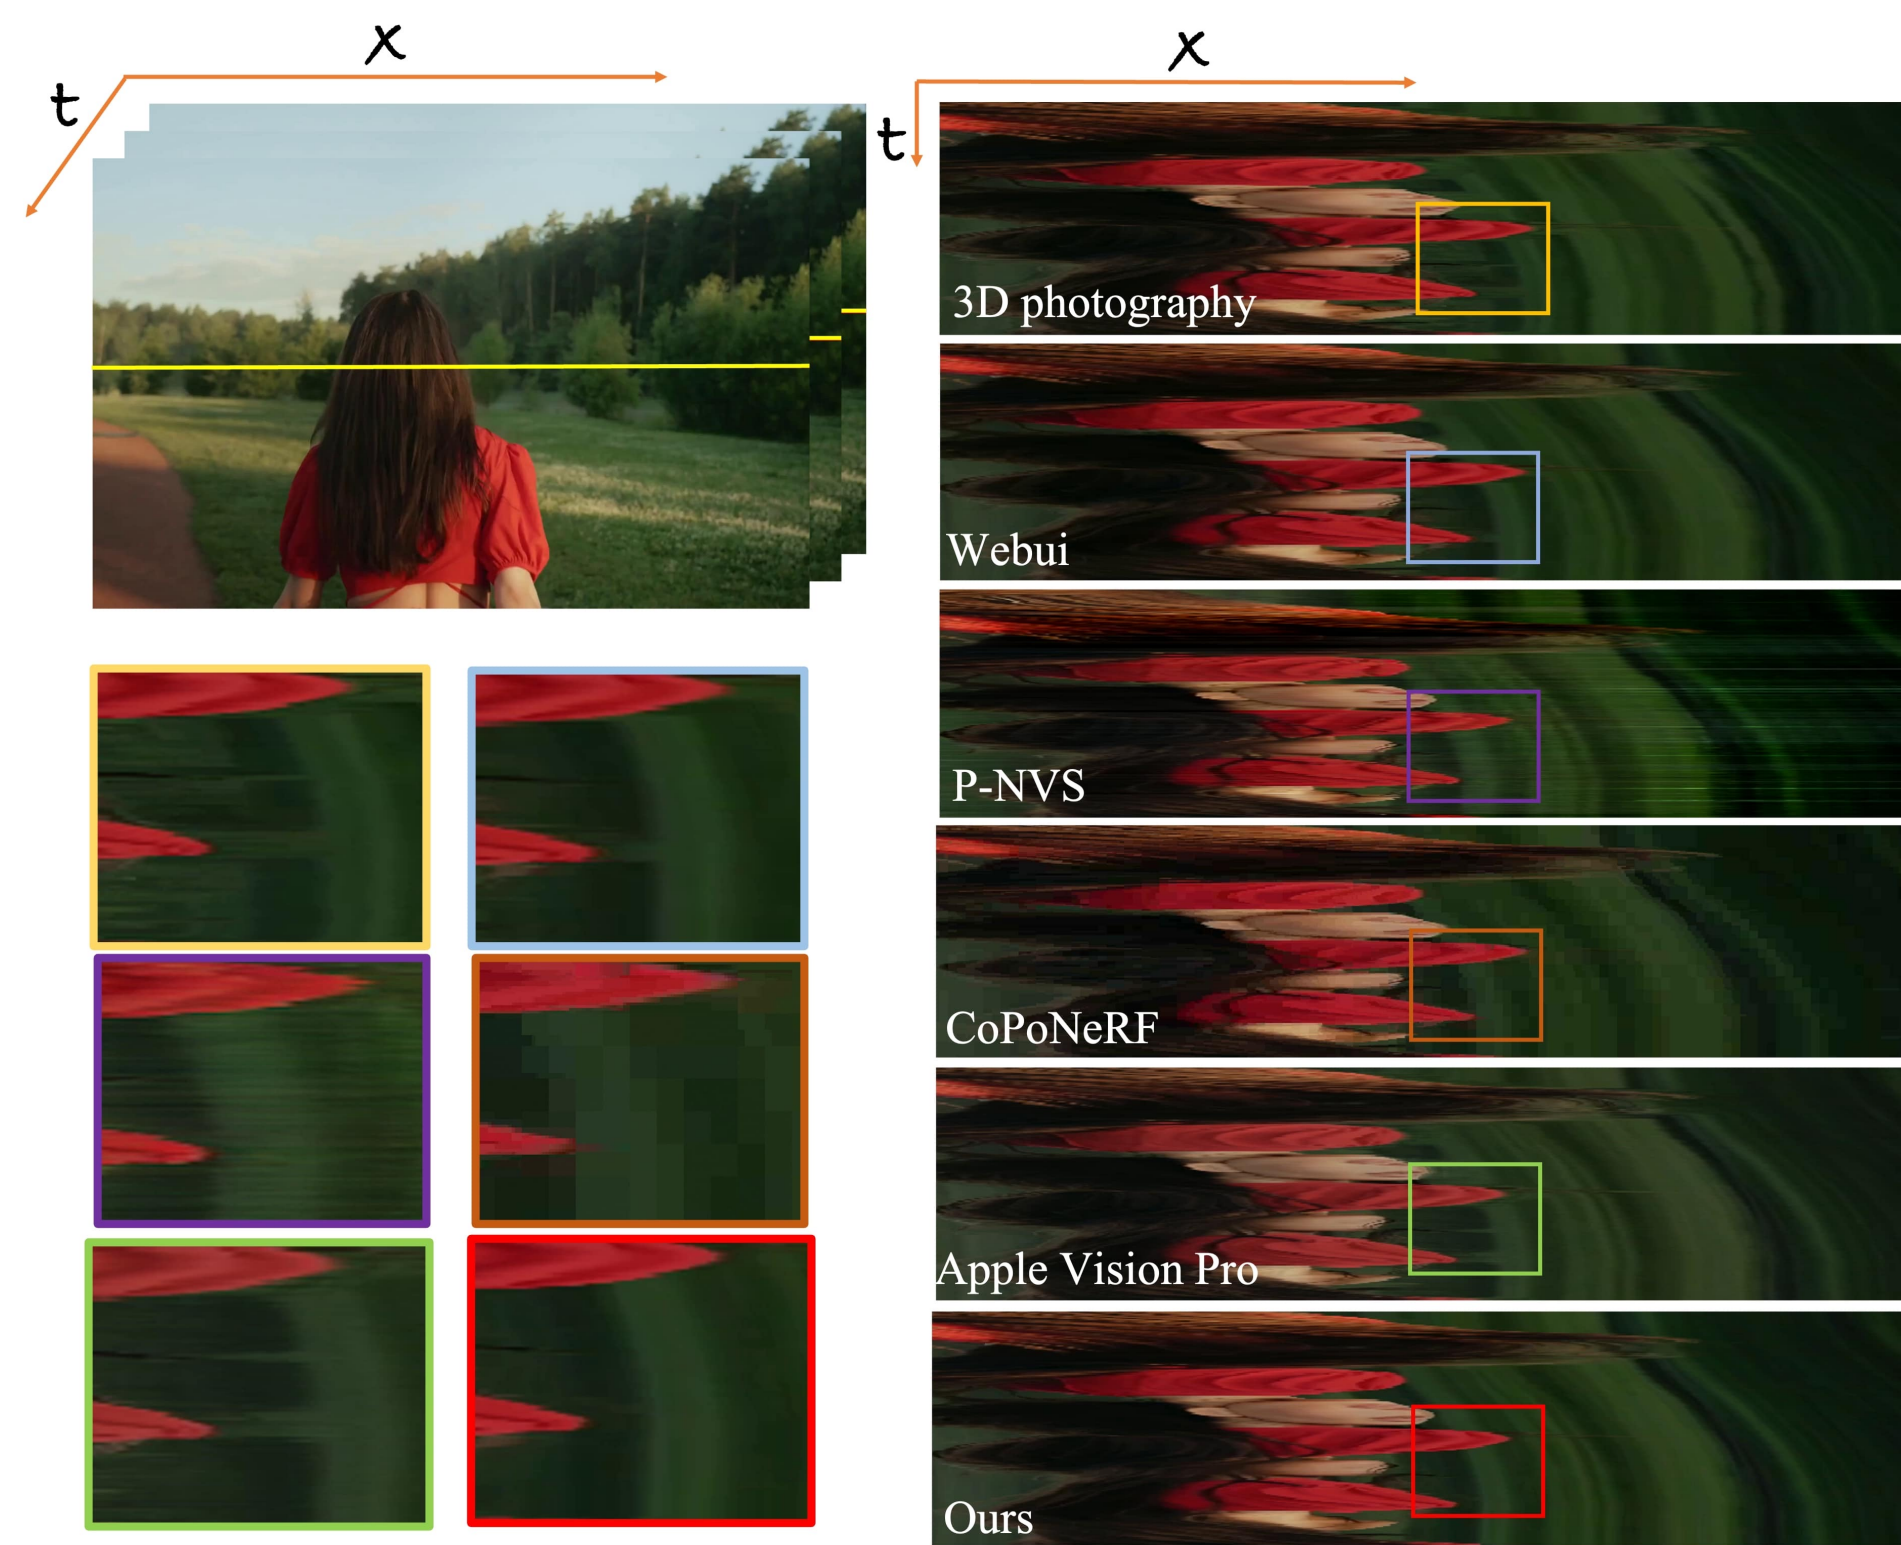 x
t
x
t
3D photography
Webui
P-NVS
CoPoNeRF
Apple Vision Pro
Ours